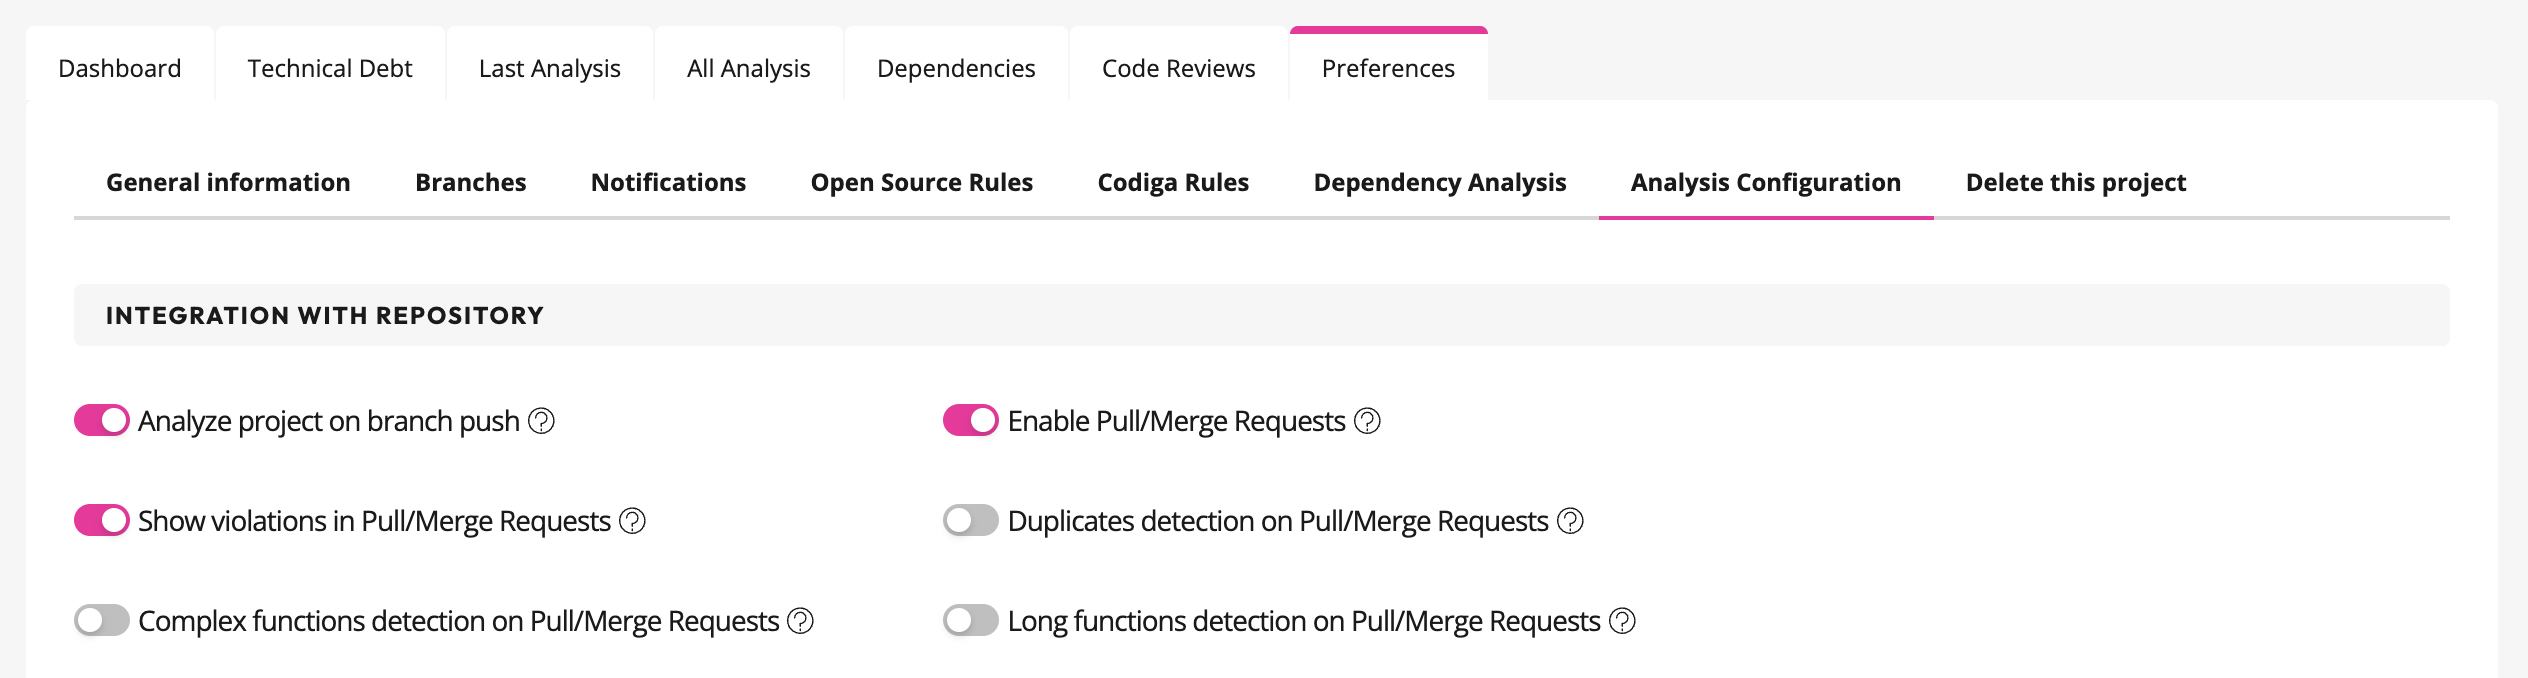 Dashboard Technical Debt Last Analysis All Analysis Dependencies Code Reviews Preferences
General information Branches Notifications Open Source Rules Codiga Rules Dependency Analysis Analysis Configuration Delete this project
INTEGRATION WITH REPOSITORY
Analyze project on branch push ? Enable Pull/Merge Requests ?
Show violations in Pull/Merge Requests ? Duplicates detection on Pull/Merge Requests ?
Complex functions detection on Pull/Merge Requests ? Long functions detection on Pull/Merge Requests ?